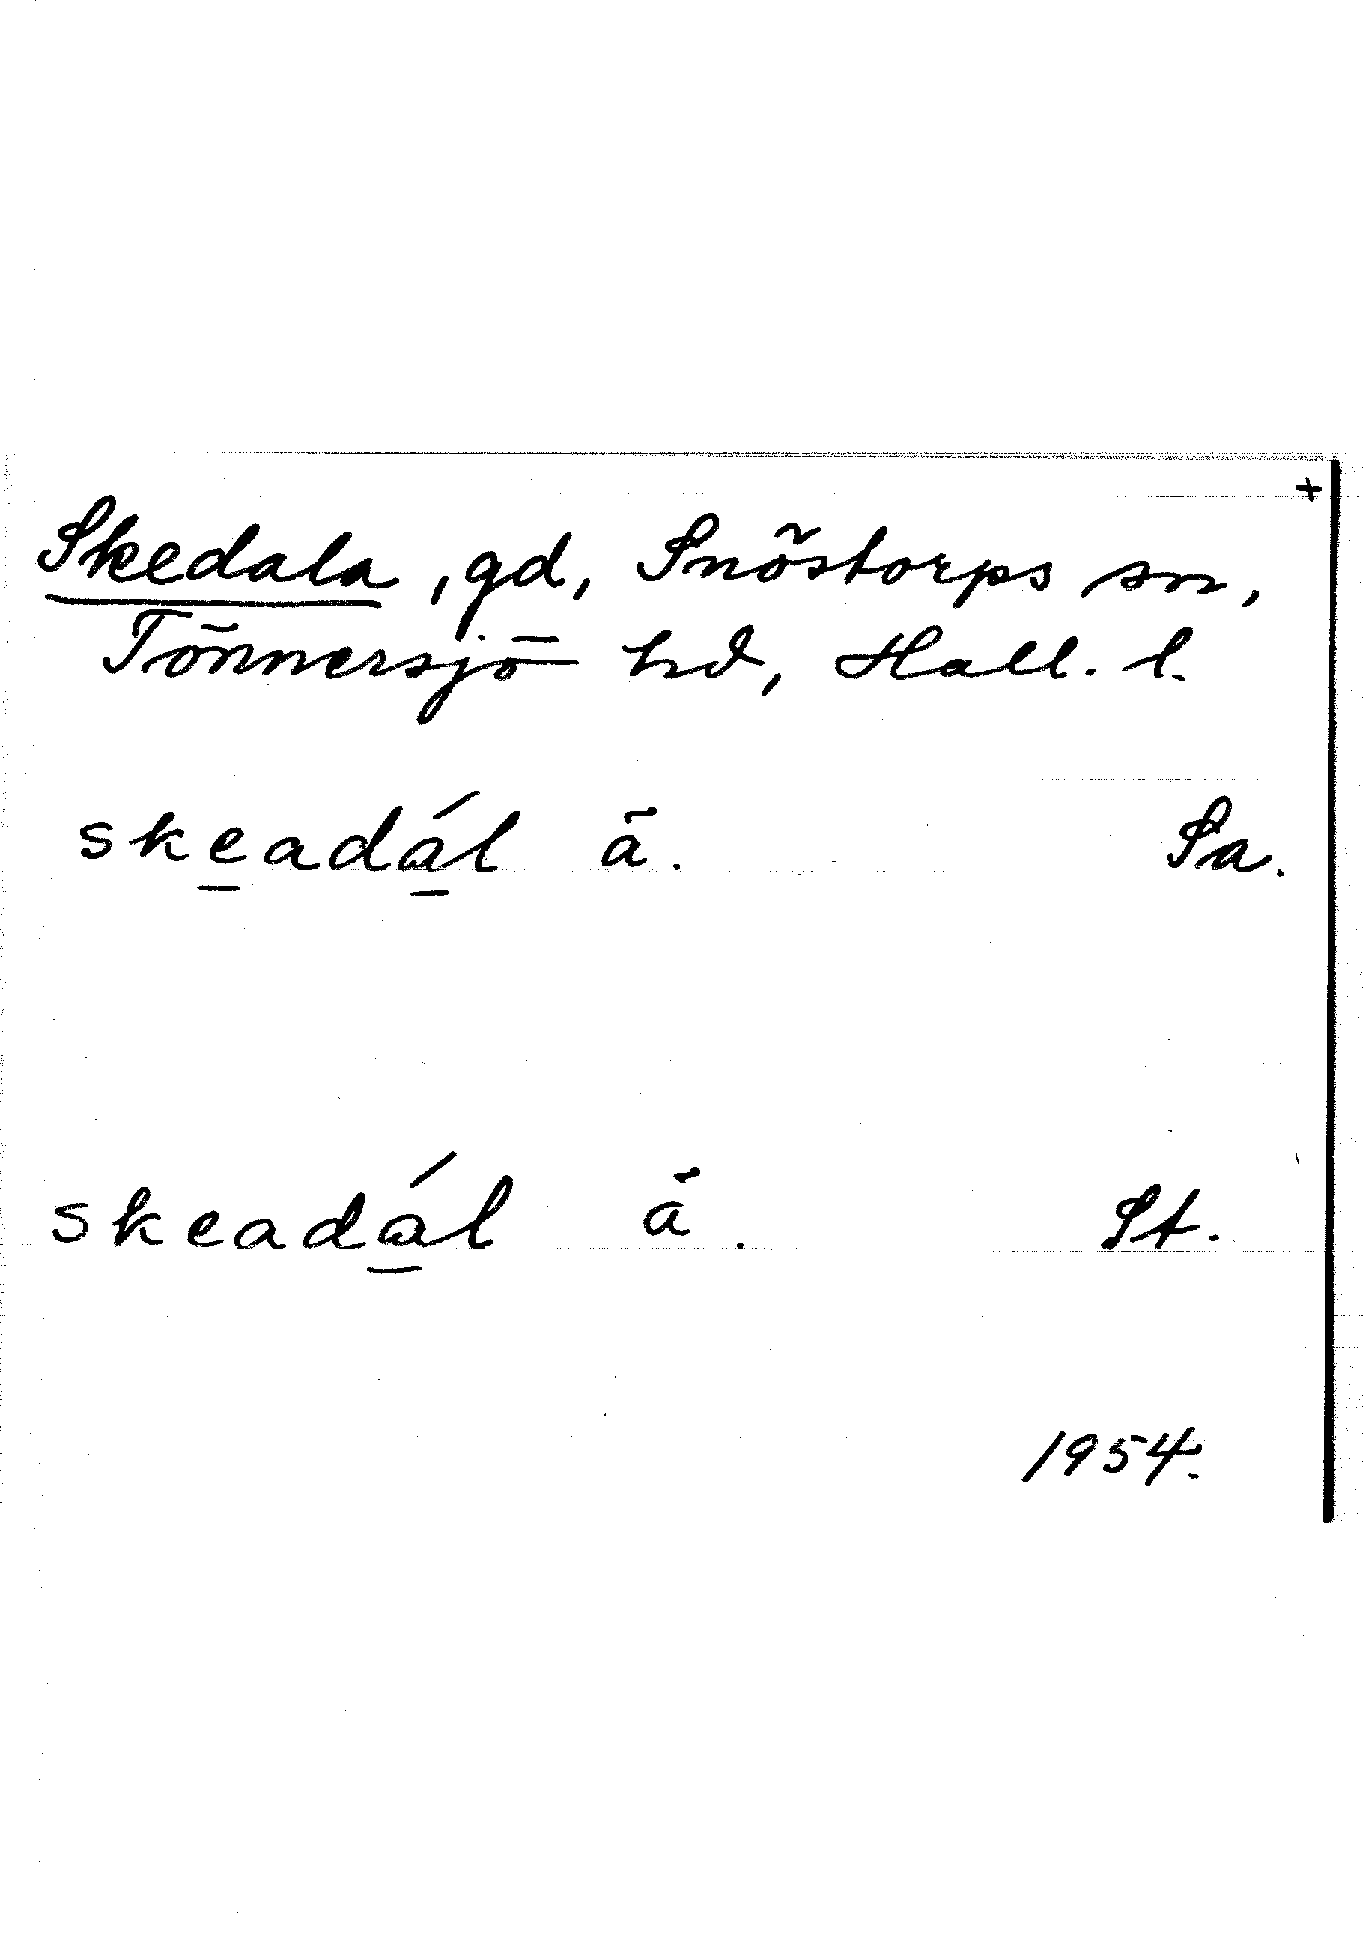 +
Skedala, gd, Snöstorps sn,
Tönnersjö hd, Hall. l.
skeadál ā. Sa.
skeadál ā. St.
1954.